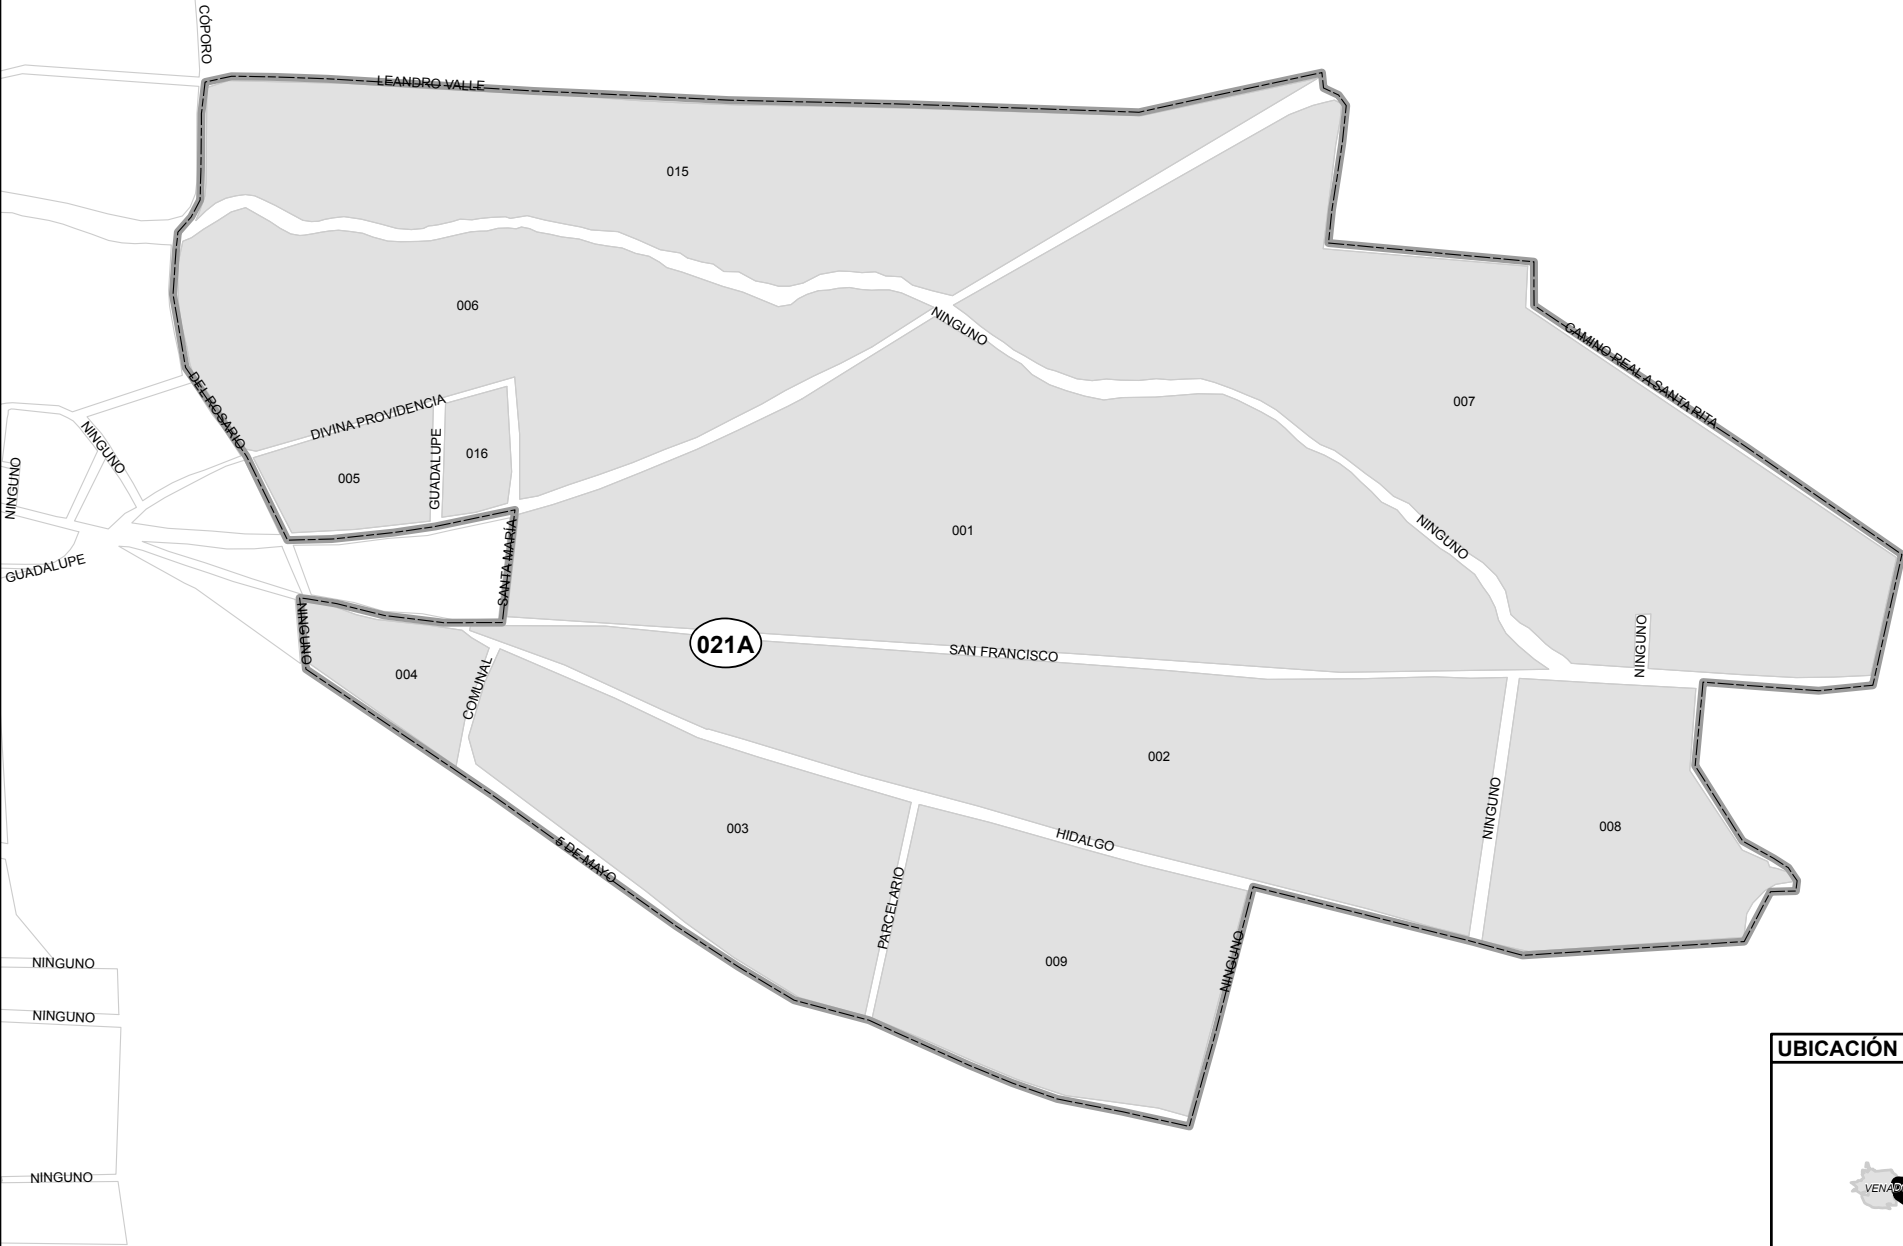 CÓPORO
LEANDRO VALLE
015
006
NINGUNO
CAMINO REAL A SANTA RITA
007
DEL ROSARIO
DIVINA PROVIDENCIA
GUADALUPE
016
005
NINGUNO
NINGUNO
GUADALUPE
001
NINGUNO
SANTA MARÍA
NINGUNO
021A
SAN FRANCISCO
NINGUNO
004
COMUNAL
002
NINGUNO
008
003
HIDALGO
5 DE MAYO
PARCELARIO
009
NINGUNO
NINGUNO
NINGUNO
NINGUNO
UBICACIÓN